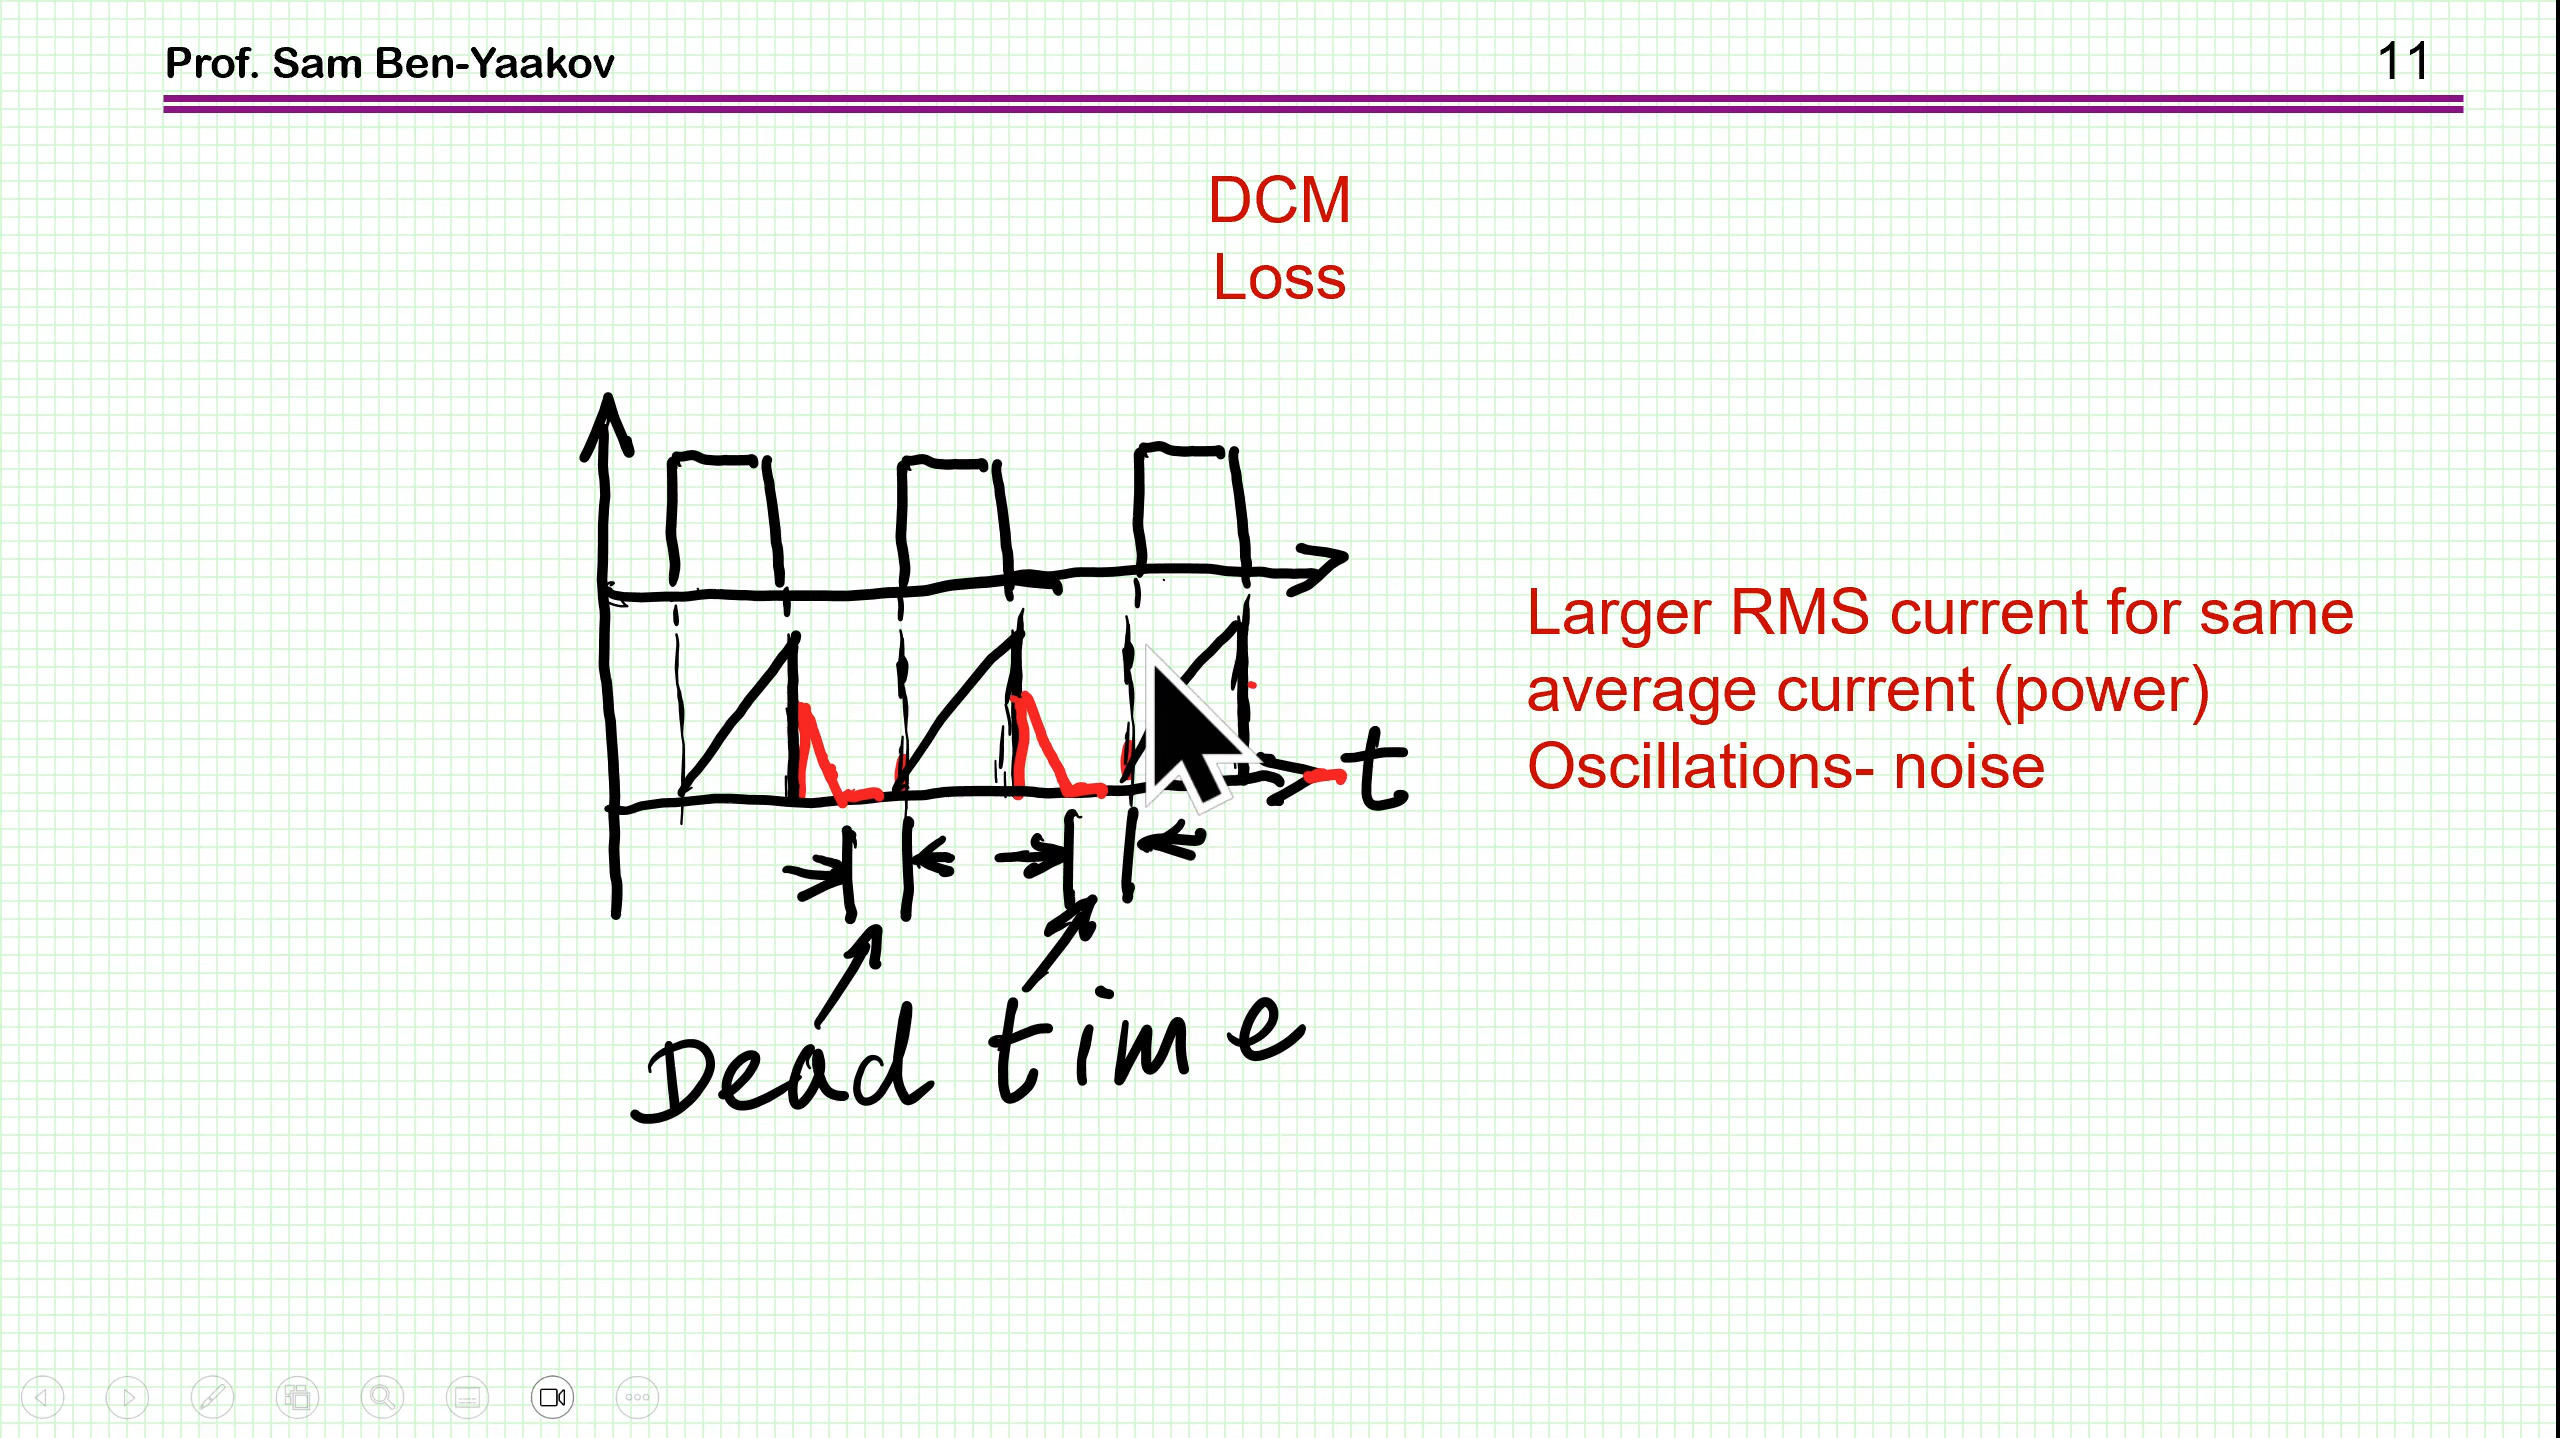 Prof. Sam Ben-Yaakov
11
DCM
Loss
Larger RMS current for same
average current (power)
Oscillations- noise
t
Dead time